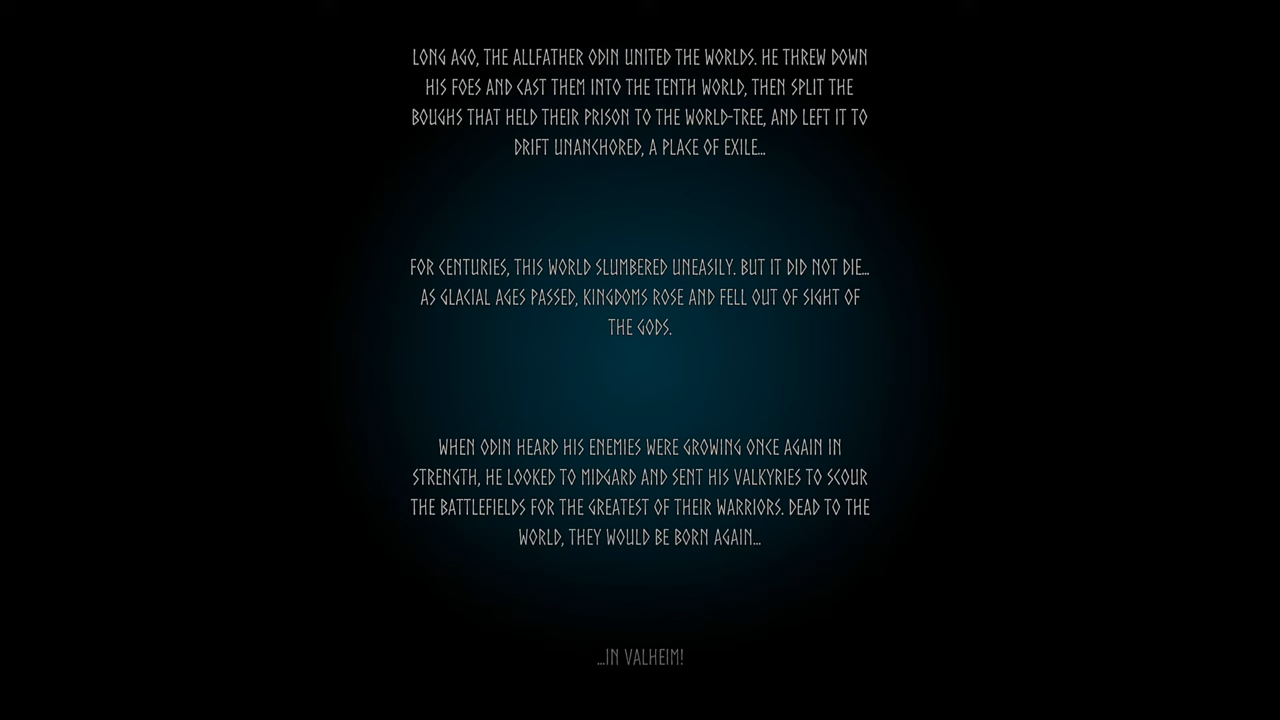 LONG AGO, THE ALLFATHER ODIN UNITED THE WORLDS. HE THREW DOWN
HIS FOES AND CAST THEM INTO THE TENTH WORLD, THEN SPLIT THE
BOUGHS THAT HELD THEIR PRISON TO THE WORLD-TREE, AND LEFT IT TO
DRIFT UNANCHORED, A PLACE OF EXILE...
FOR CENTURIES, THIS WORLD SLUMBERED UNEASILY. BUT IT DID NOT DIE...
AS GLACIAL AGES PASSED, KINGDOMS ROSE AND FELL OUT OF SIGHT OF
THE GODS.
WHEN ODIN HEARD HIS ENEMIES WERE GROWING ONCE AGAIN IN
STRENGTH, HE LOOKED TO MIDGARD AND SENT HIS VALKYRIES TO SCOUR
THE BATTLEFIELDS FOR THE GREATEST OF THEIR WARRIORS. DEAD TO THE
WORLD, THEY WOULD BE BORN AGAIN...
...IN VALHEIM!